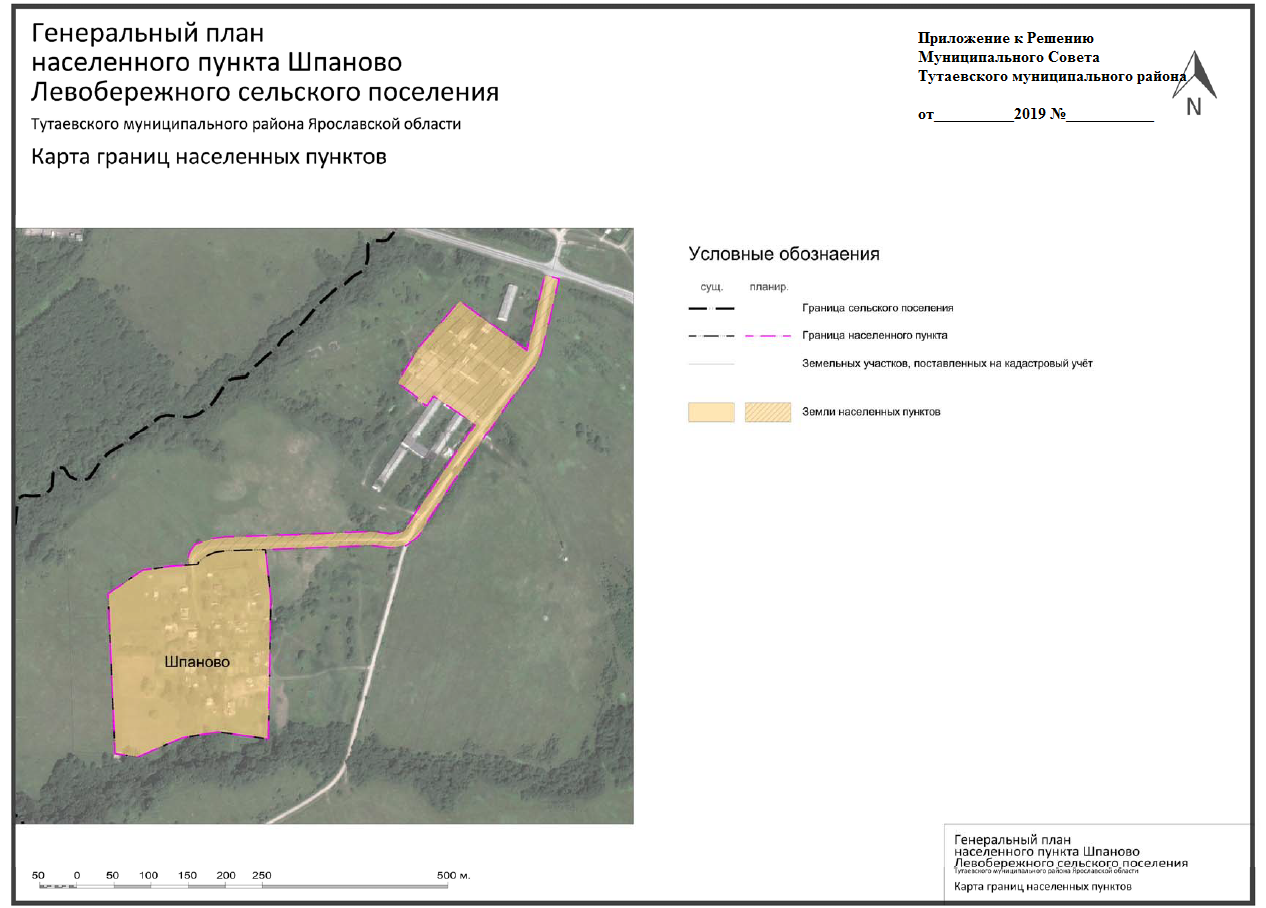 Генеральный план
населенного пункта Шпаново
Левобережного сельского поселения
Тутаевского муниципального района Ярославской области
Карта границ населенных пунктов
Приложение к Решению
Муниципального Совета
Тутаевского муниципального района
от__________2019 №___________
N
Условные обознаения
сущ. планир.
Граница сельского поселения
Граница населенного пункта
Земельных участков, поставленных на кадастровый учёт
Земли населенных пунктов
Шпаново
50 0 50 100 150 200 250 500 м.
Генеральный план
населенного пункта Шпаново
Левобережного сельского поселения
Тутаевского муниципального района Ярославской области
Карта границ населенных пунктов